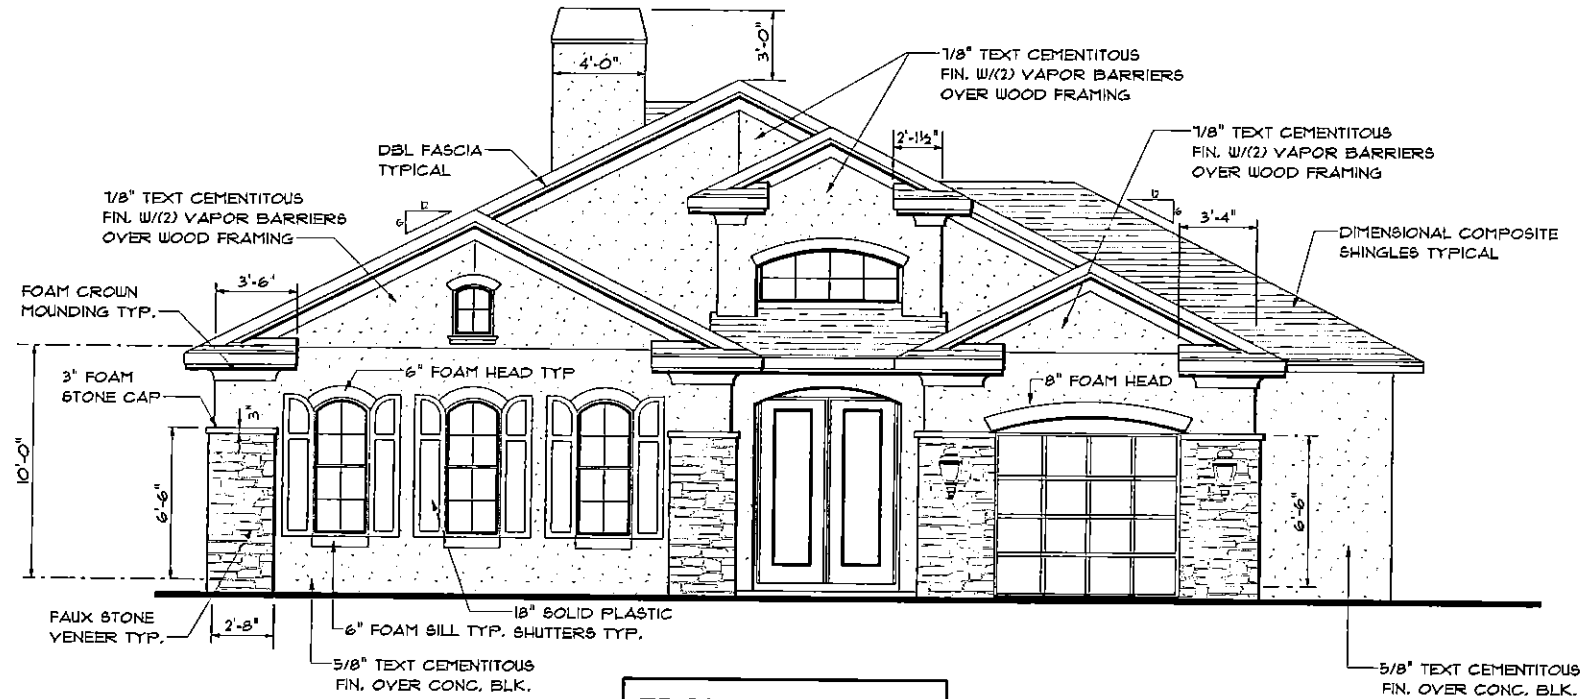 3'-0"
4'-0"
7/8" TEXT CEMENTITOUS
FIN. W/(2) VAPOR BARRIERS
OVER WOOD FRAMING
2'-1½"
7/8" TEXT CEMENTITOUS
FIN. W/(2) VAPOR BARRIERS
OVER WOOD FRAMING
DBL FASCIA
TYPICAL
7/8" TEXT CEMENTITOUS
FIN. W/(2) VAPOR BARRIERS
OVER WOOD FRAMING
12
6
12
6
3'-4"
DIMENSIONAL COMPOSITE
SHINGLES TYPICAL
3'-6"
FOAM CROWN
MOUNDING TYP.
3" FOAM
STONE CAP
6" FOAM HEAD TYP
8" FOAM HEAD
3"
10'-0"
6'-6"
6'-6"
FAUX STONE
VENEER TYP.
2'-8"
6" FOAM SILL TYP.
18" SOLID PLASTIC
SHUTTERS TYP.
5/8" TEXT CEMENTITOUS
FIN. OVER CONC. BLK.
5/8" TEXT CEMENTITOUS
FIN. OVER CONC. BLK.